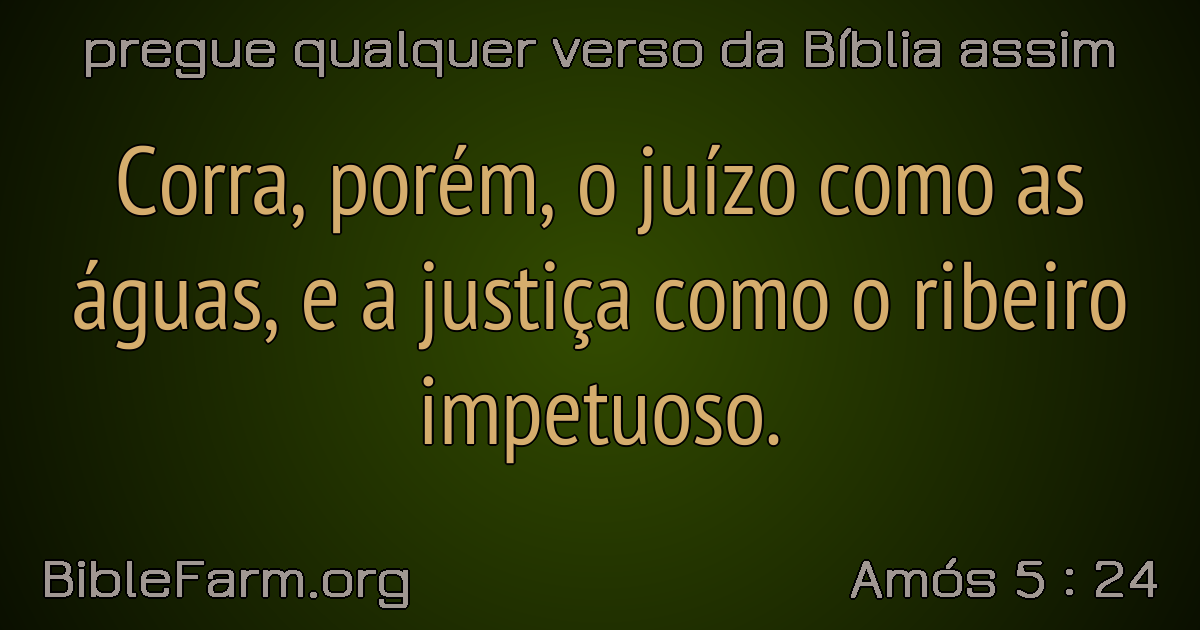 pregue qualquer verso da Bíblia assim
Corra, porém, o juízo como as
águas, e a justiça como o ribeiro
impetuoso.
BibleFarm.org
Amós 5 : 24